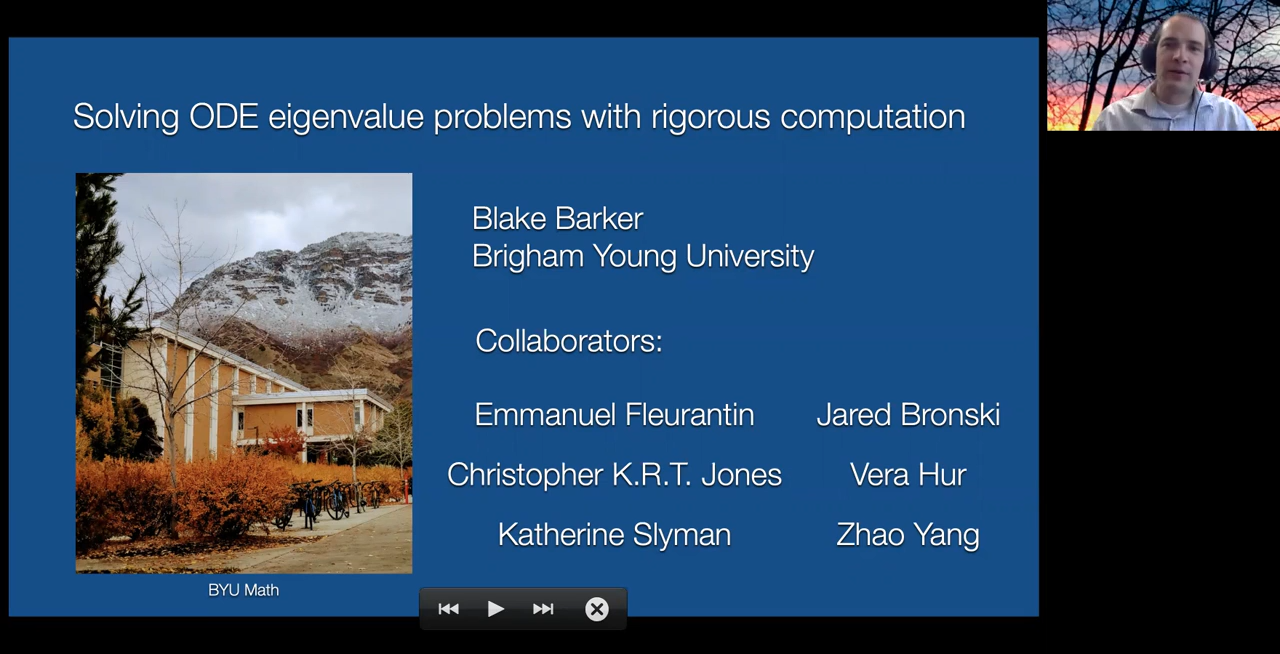 Solving ODE eigenvalue problems with rigorous computation
Blake Barker
Brigham Young University
Collaborators:
Emmanuel Fleurantin
Jared Bronski
Christopher K.R.T. Jones
Vera Hur
Katherine Slyman
Zhao Yang
BYU Math